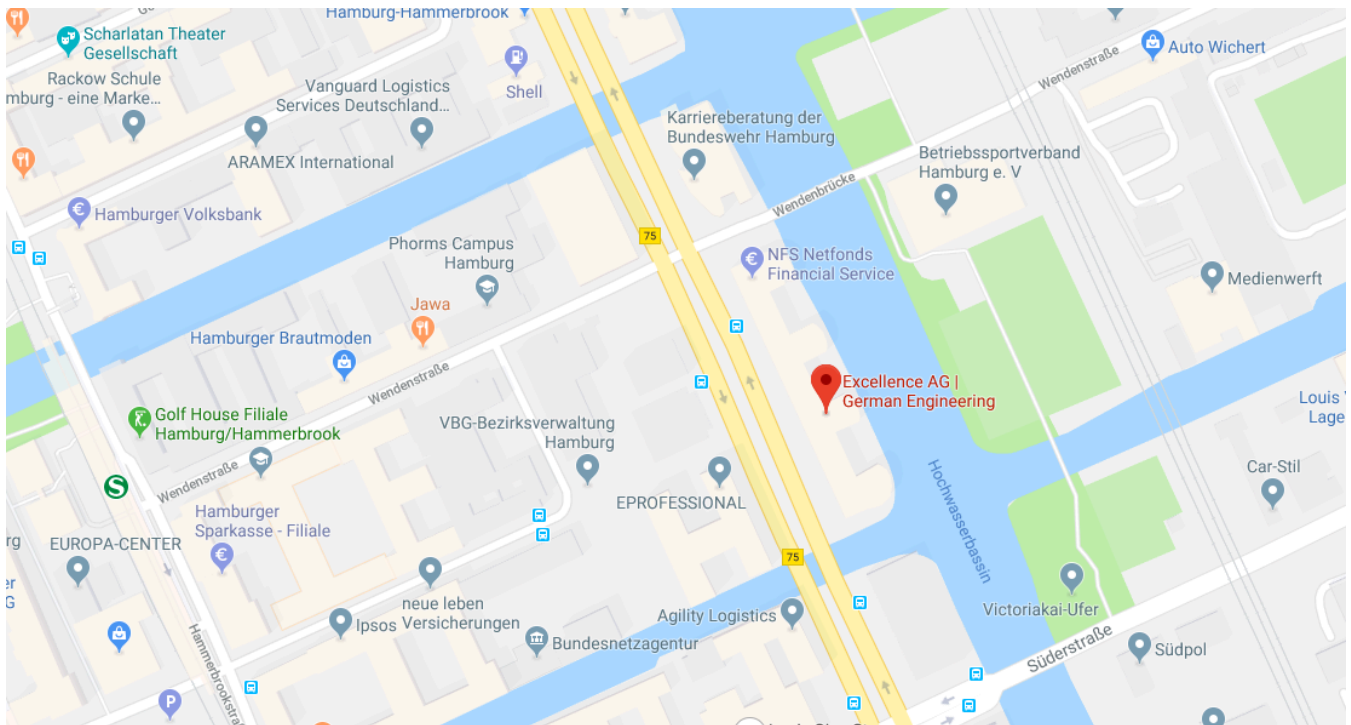 Hamburg-Hammerbrook
Scharlatan Theater
Gesellschaft
Auto Wichert
Rackow Schule
mburg - eine Marke...
Vanguard Logistics
Services Deutschland...
Shell
Wendenstraße
Karriereberatung der
Bundeswehr Hamburg
ARAMEX International
Betriebssportverband
Hamburg e. V
Wendenbrücke
Hamburger Volksbank
75
Phorms Campus
Hamburg
NFS Netfonds
Financial Service
Medienwerft
Jawa
Hamburger Brautmoden
Wendenstraße
Excellence AG |
German Engineering
Louis
Lage
Golf House Filiale
Hamburg/Hammerbrook
VBG-Bezirksverwaltung
Hamburg
Wendenstraße
S
EPROFESSIONAL
Car-Stil
Hochwasserbassin
Hamburger
Sparkasse - Filiale
EUROPA-CENTER
rg
75
er
G
neue leben
Versicherungen
Ipsos
Agility Logistics
Victoriakai-Ufer
Bundesnetzagentur
Süderstraße
Südpol
Hammerbrookstra
P